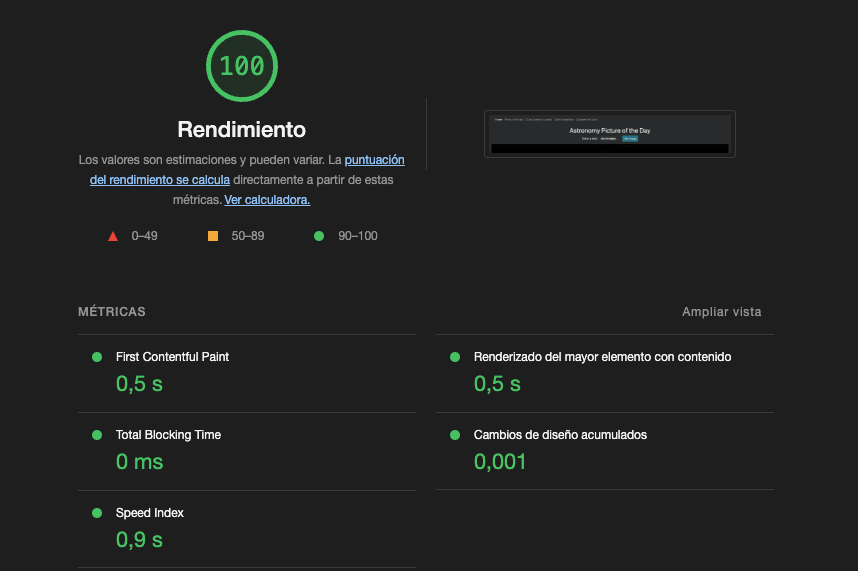 100
Rendimiento
Los valores son estimaciones y pueden variar. La puntuación
del rendimiento se calcula directamente a partir de estas
métricas. Ver calculadora.
0–49
50–89
90–100
Astronomy Picture of the Day
MÉTRICAS
Ampliar vista
First Contentful Paint
0,5 s
Renderizado del mayor elemento con contenido
0,5 s
Total Blocking Time
0 ms
Cambios de diseño acumulados
0,001
Speed Index
0,9 s